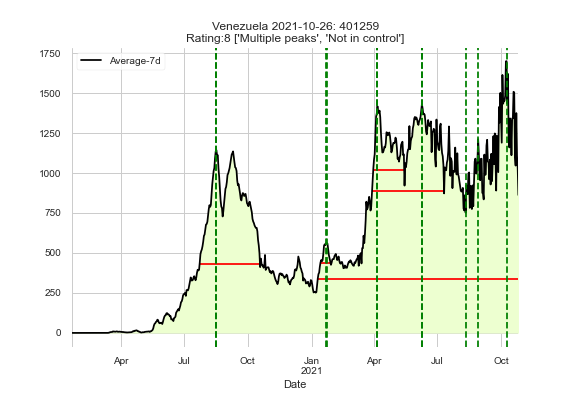 Venezuela 2021-10-26: 401259
Rating:8 ['Multiple peaks', 'Not in control']
Average-7d
1750
1500
1250
1000
750
500
250
0
Apr Jul Oct Jan Apr Jul Oct
2021
Date